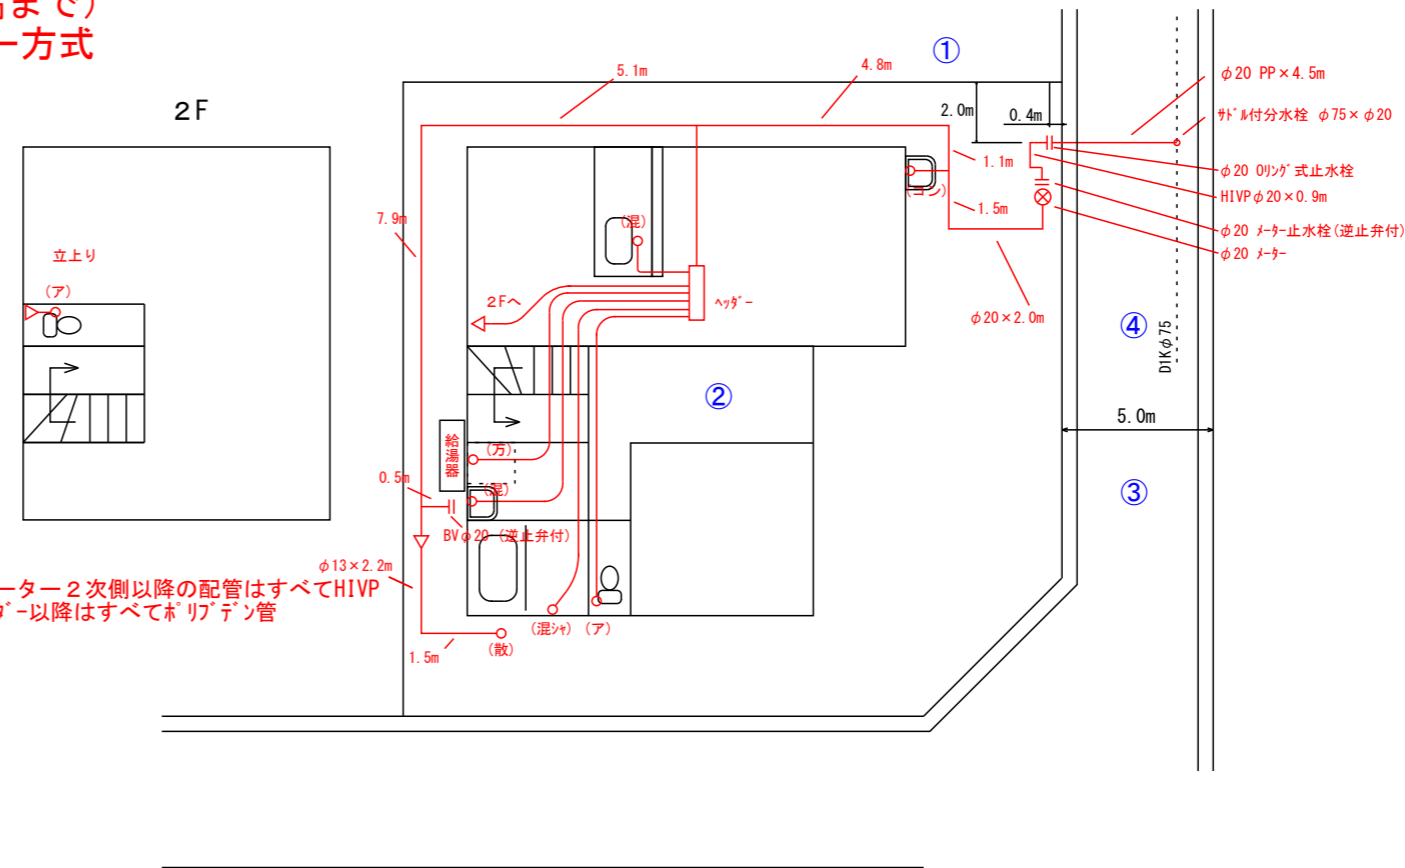 まで）
ー方式
２Ｆ
①
5.1m
4.8m
2.0m
0.4m
φ20 PP×4.5m
ｻﾄﾞﾙ付分水栓 φ75×φ20
φ20 Oﾘﾝｸﾞ式止水栓
HIVPφ20×0.9m
φ20 ﾒｰﾀｰ止水栓(逆止弁付)
φ20 ﾒｰﾀｰ
1.1m
(コン)
1.5m
7.9m
(混)
立上り
(ア)
２Fへ
ﾍｯﾀﾞｰ
φ20×2.0m
④
D1Kφ75
②
5.0m
給湯器
(万)
0.5m
(混)
③
BVφ20 (逆止弁付)
φ13×2.2m
ーター２次側以降の配管はすべてHIVP
ﾀﾞｰ以降はすべてﾎﾟﾘﾌﾞﾃﾞﾝ管
(混ｼｬ)
(ア)
(散)
1.5m